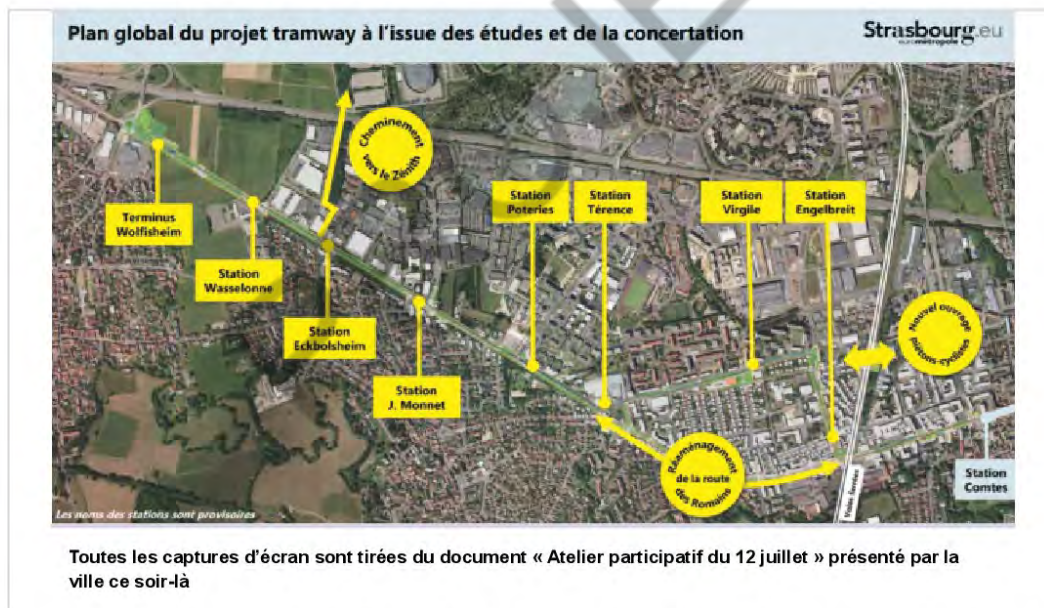 Plan global du projet tramway à l'issue des études et de la concertation
Strasbourg.eu
eurométropole
Cheminement
vers le Zénith
Terminus
Wolfisheim
Station
Wasselonne
Station
Eckbolsheim
Station
J. Monnet
Station
Poteries
Station
Térence
Station
Virgile
Station
Engelbreit
Nouvel ouvrage
piétons-cyclistes
Réaménagement
de la route
des Romains
Station
Comtes
Voies ferrées
Les noms des stations sont provisoires
Toutes les captures d'écran sont tirées du document « Atelier participatif du 12 juillet » présenté par la
ville ce soir-là